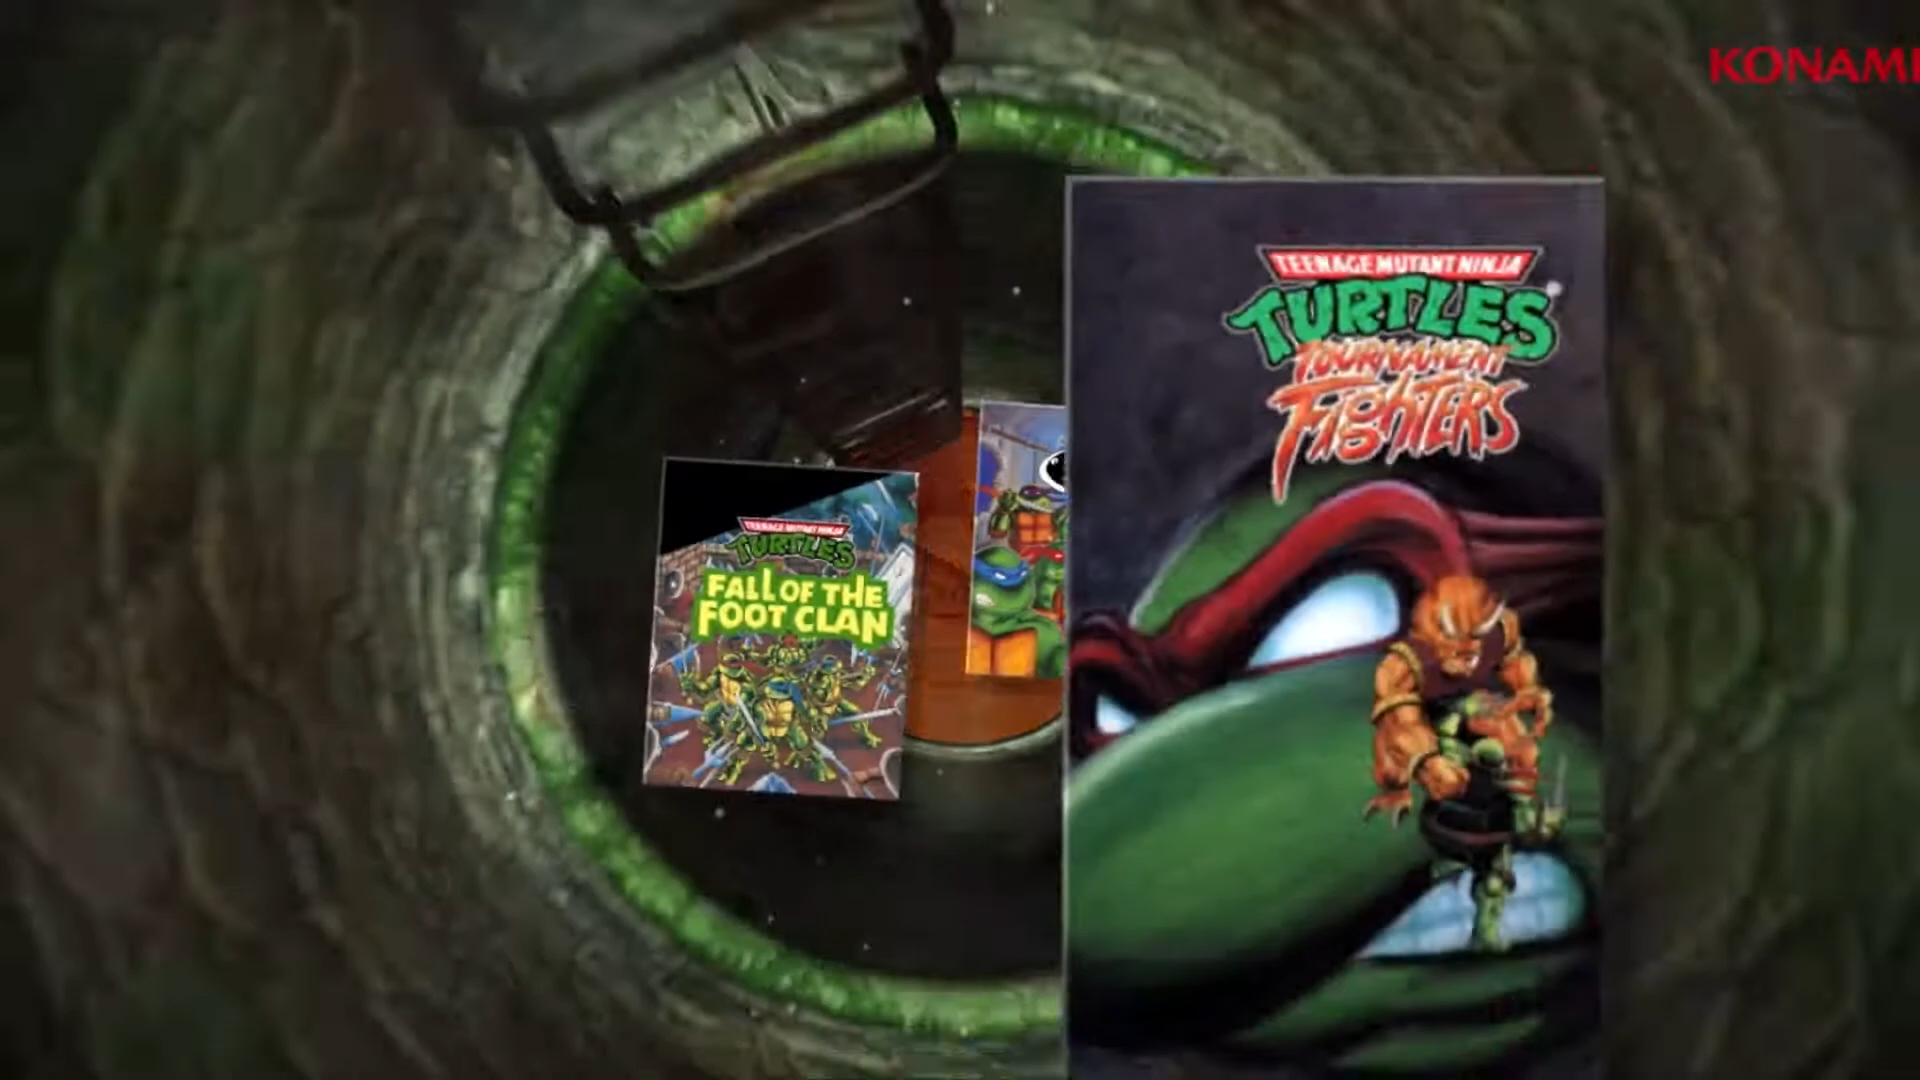 KONAMI
TEENAGE MUTANT NINJA
TURTLES
TOURNAMENT
FIGHTERS
TEENAGE MUTANT NINJA
TURTLES
FALL OF THE
FOOT CLAN